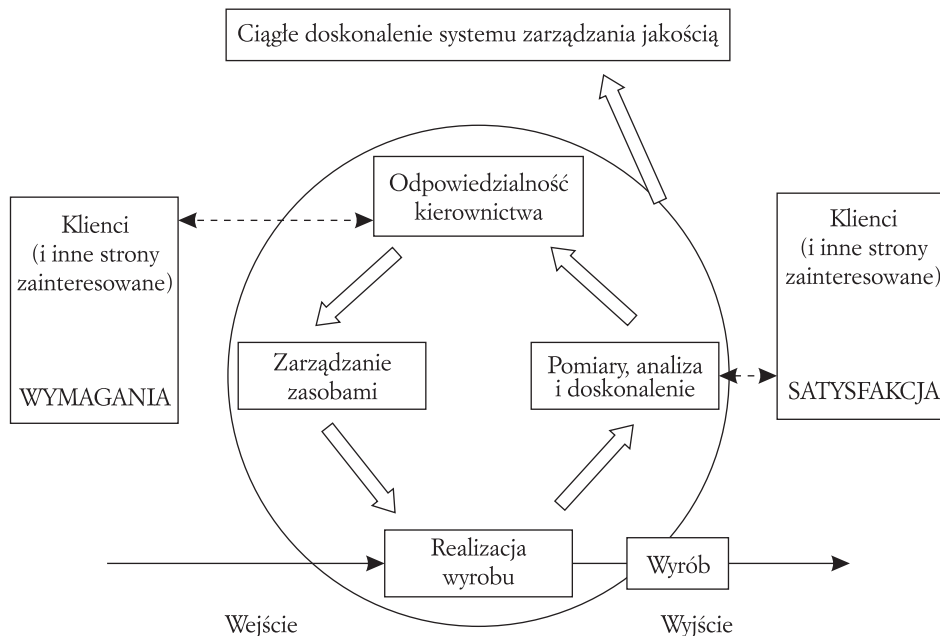 Ciągłe doskonalenie systemu zarządzania jakością
Odpowiedzialność
kierownictwa
Klienci
(i inne strony
zainteresowane)
WYMAGANIA
Klienci
(i inne strony
zainteresowane)
SATYSFAKCJA
Zarządzanie
zasobami
Pomiary, analiza
i doskonalenie
Realizacja
wyrobu
Wyrób
Wejście
Wyjście